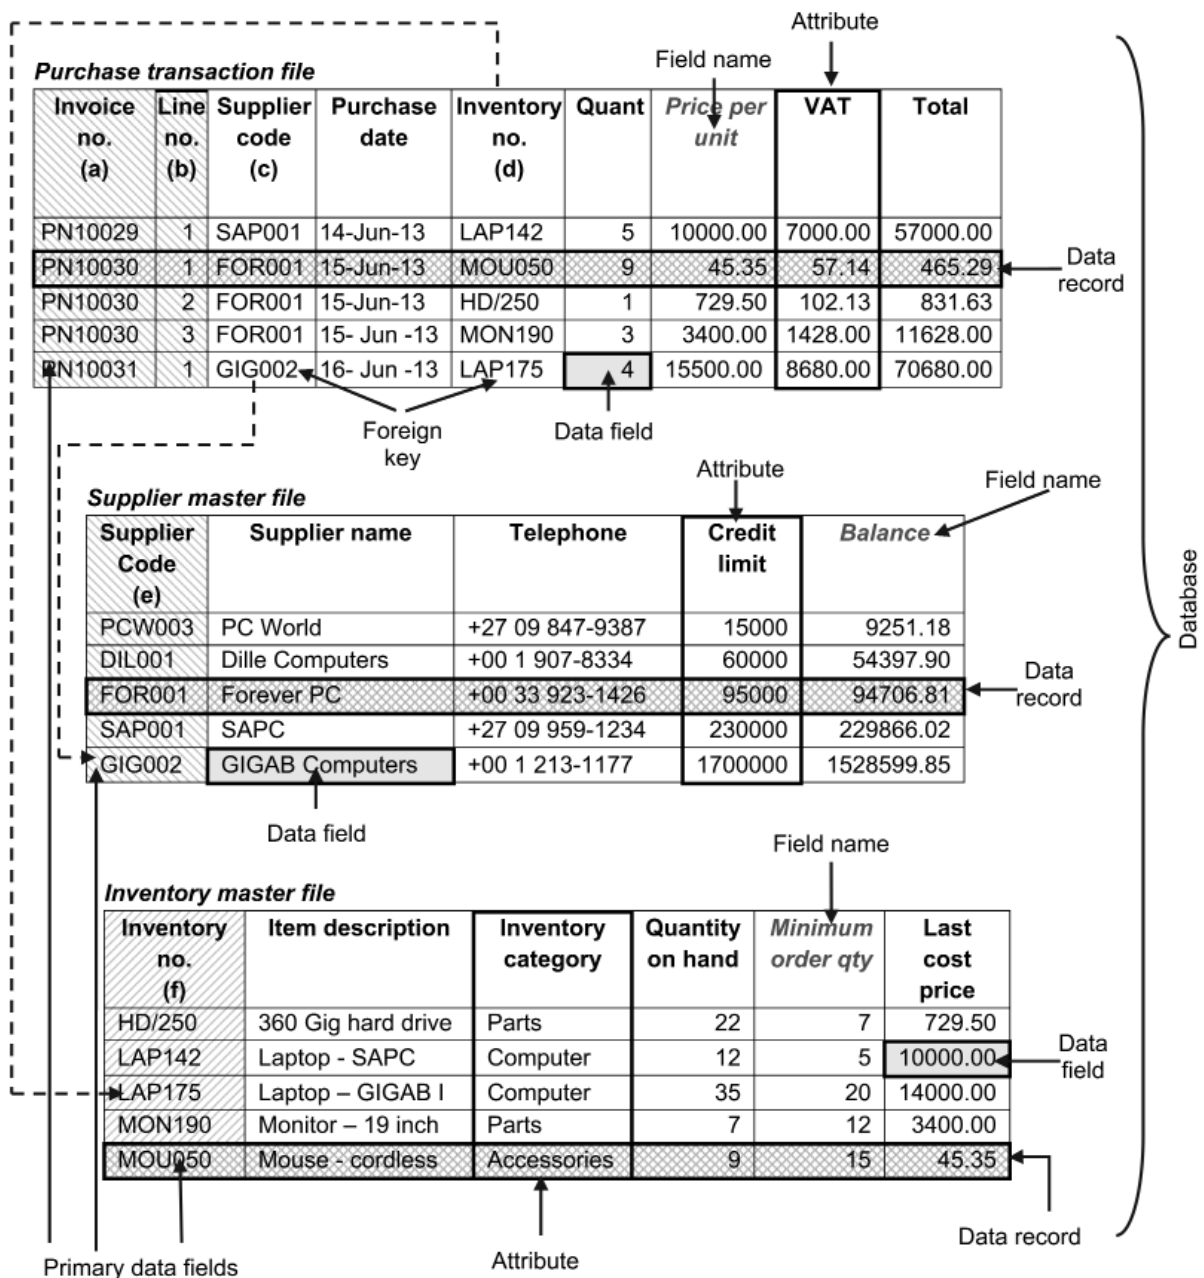 Attribute
Field name
Purchase transaction file
Invoice no. (a) Line no. (b) Supplier code (c) Purchase date Inventory no. (d) Quant Price per unit VAT Total
PN10029 1 SAP001 14-Jun-13 LAP142 5 10000.00 7000.00 57000.00
PN10030 1 FOR001 15-Jun-13 MOU050 9 45.35 57.14 465.29
Data record
PN10030 2 FOR001 15-Jun-13 HD/250 1 729.50 102.13 831.63
PN10030 3 FOR001 15- Jun -13 MON190 3 3400.00 1428.00 11628.00
PN10031 1 GIG002 16- Jun -13 LAP175 4 15500.00 8680.00 70680.00
Foreign key
Data field
Attribute
Field name
Supplier master file
Supplier Code (e) Supplier name Telephone Credit limit Balance
PCW003 PC World +27 09 847-9387 15000 9251.18
DIL001 Dille Computers +00 1 907-8334 60000 54397.90
FOR001 Forever PC +00 33 923-1426 95000 94706.81
Data record
SAP001 SAPC +27 09 959-1234 230000 229866.02
GIG002 GIGAB Computers +00 1 213-1177 1700000 1528599.85
Data field
Database
Field name
Inventory master file
Inventory no. (f) Item description Inventory category Quantity on hand Minimum order qty Last cost price
HD/250 360 Gig hard drive Parts 22 7 729.50
LAP142 Laptop - SAPC Computer 12 5 10000.00
Data field
LAP175 Laptop – GIGAB I Computer 35 20 14000.00
MON190 Monitor – 19 inch Parts 7 12 3400.00
MOU050 Mouse - cordless Accessories 9 15 45.35
Data record
Attribute
Primary data fields